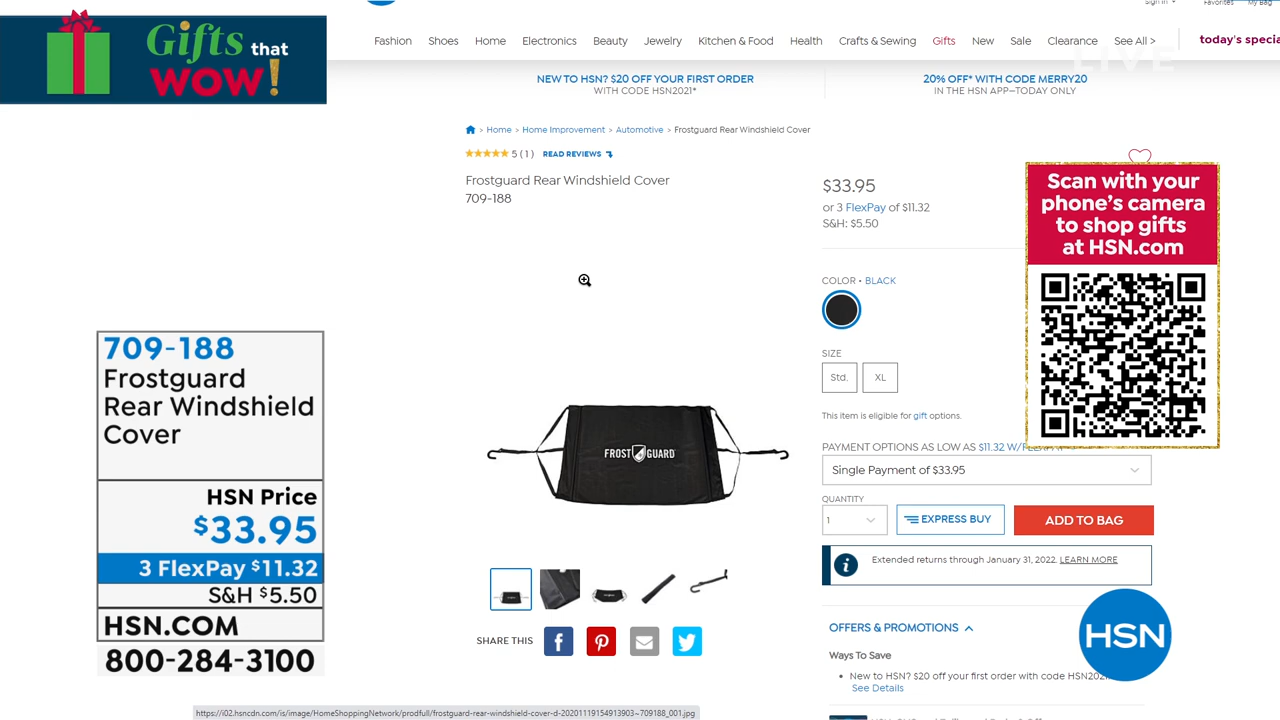 Gifts that
WOW!
Sign In
Favorites
My Bag
Fashion
Shoes
Home
Electronics
Beauty
Jewelry
Kitchen & Food
Health
Crafts & Sewing
Gifts
New
Sale
Clearance
See All >
today's specia
LIVE
NEW TO HSN? $20 OFF YOUR FIRST ORDER
WITH CODE HSN2021*
20% OFF* WITH CODE MERRY20
IN THE HSN APP—TODAY ONLY
> Home > Home Improvement > Automotive > Frostguard Rear Windshield Cover
5 ( 1 ) READ REVIEWS
Frostguard Rear Windshield Cover
709-188
$33.95
or 3 FlexPay of $11.32
S&H: $5.50
COLOR • BLACK
SIZE
Std.
XL
This item is eligible for gift options.
PAYMENT OPTIONS AS LOW AS $11.32 W/
Single Payment of $33.95
QUANTITY
1
EXPRESS BUY
ADD TO BAG
Extended returns through January 31, 2022. LEARN MORE
OFFERS & PROMOTIONS
Ways To Save
• New to HSN? $20 off your first order with code HSN202
See Details
Scan with your
phone's camera
to shop gifts
at HSN.com
HSN
FROST GUARD
SHARE THIS
709-188
Frostguard
Rear Windshield
Cover
HSN Price
$33.95
3 FlexPay $11.32
S&H $5.50
HSN.COM
800-284-3100
https://i02.hsncdn.com/is/image/HomeShoppingNetwork/prodfull/frostguard-rear-windshield-cover-d-20201119154913903~709188_001.jpg